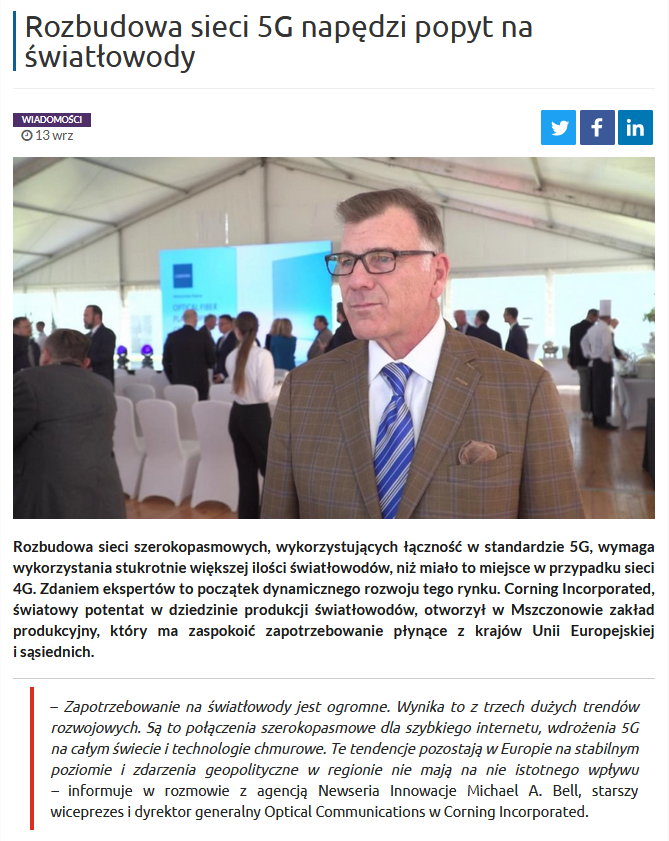 Rozbudowa sieci 5G napędzi popyt na
światłowody
WIADOMOŚCI
13 wrz
OPTICAL FIBER
Rozbudowa sieci szerokopasmowych, wykorzystujących łączność w standardzie 5G, wymaga
wykorzystania stukrotnie większej ilości światłowodów, niż miało to miejsce w przypadku sieci
4G. Zdaniem ekspertów to początek dynamicznego rozwoju tego rynku. Corning Incorporated,
światowy potentat w dziedzinie produkcji światłowodów, otworzył w Mszczonowie zakład
produkcyjny, który ma zaspokoić zapotrzebowanie płynące z krajów Unii Europejskiej
i sąsiednich.
– Zapotrzebowanie na światłowody jest ogromne. Wynika to z trzech dużych trendów
rozwojowych. Są to połączenia szerokopasmowe dla szybkiego internetu, wdrożenia 5G
na całym świecie i technologie chmurowe. Te tendencje pozostają w Europie na stabilnym
poziomie i zdarzenia geopolityczne w regionie nie mają na nie istotnego wpływu
– informuje w rozmowie z agencją Newseria Innowacje Michael A. Bell, starszy
wiceprezes i dyrektor generalny Optical Communications w Corning Incorporated.